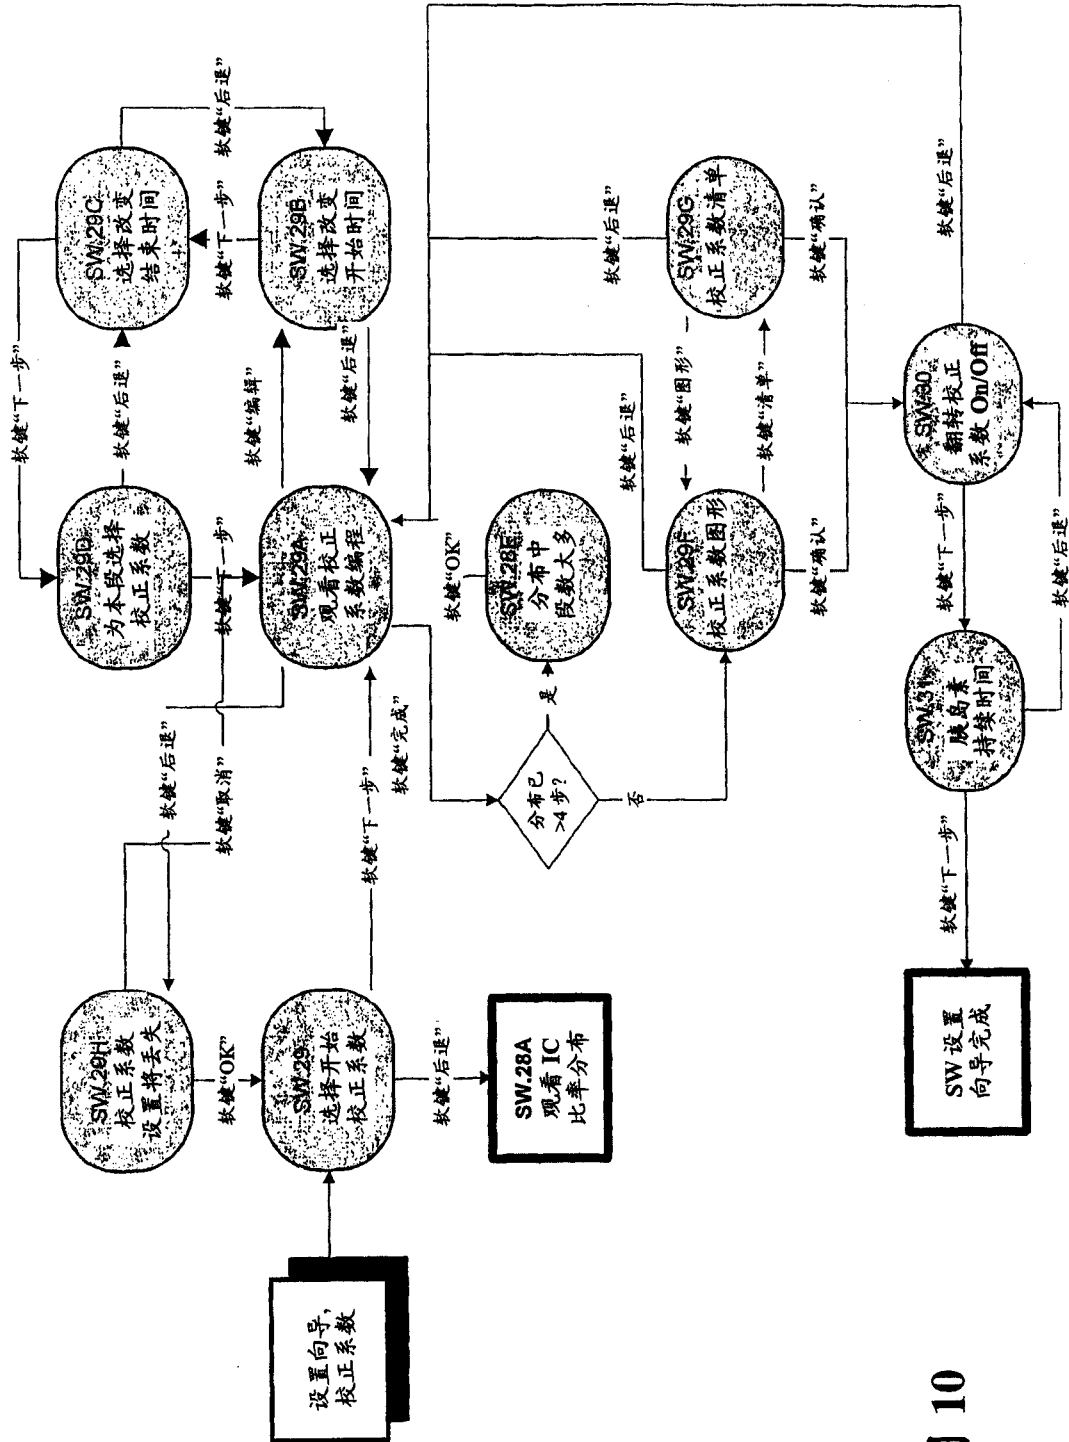 设置向导,
校正系数
SW.29H
校正系数
设置将丢失
软键“OK”
SW.29
选择开始
校正系数
软键“后退”
SW.28A
观看 IC
比率分布
软键“后退”
软键“取消”
软键“下一步”
软键“完成”
SW.29D
为本段选择
校正系数
软键“下一步”
SW.29A
观看校正
系数编程
软键“OK”
SW.28E
分布中
段数太多
是
分布已
>4 步?
否
软键“下一步”
软键“后退”
软键“编辑”
软键“后退”
SW.29C
选择改变
结束时间
软键“下一步”
软键“后退”
SW.29B
选择改变
开始时间
SW.29F
校正系数图形
软键“后退”
软键“图形”
软键“清单”
软键“确认”
SW.29G
校正系数清单
软键“后退”
软键“确认”
软键“后退”
SW.30
翻转校正
系数 On/Off
软键“下一步”
软键“后退”
SW.31
胰岛素
持续时间
软键“下一步”
SW 设置
向导完成
10